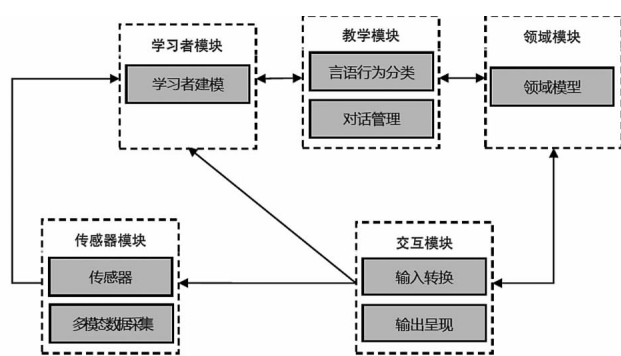 学习者模块
学习者建模
教学模块
言语行为分类
对话管理
领域模块
领域模型
传感器模块
传感器
多模态数据采集
交互模块
输入转换
输出呈现